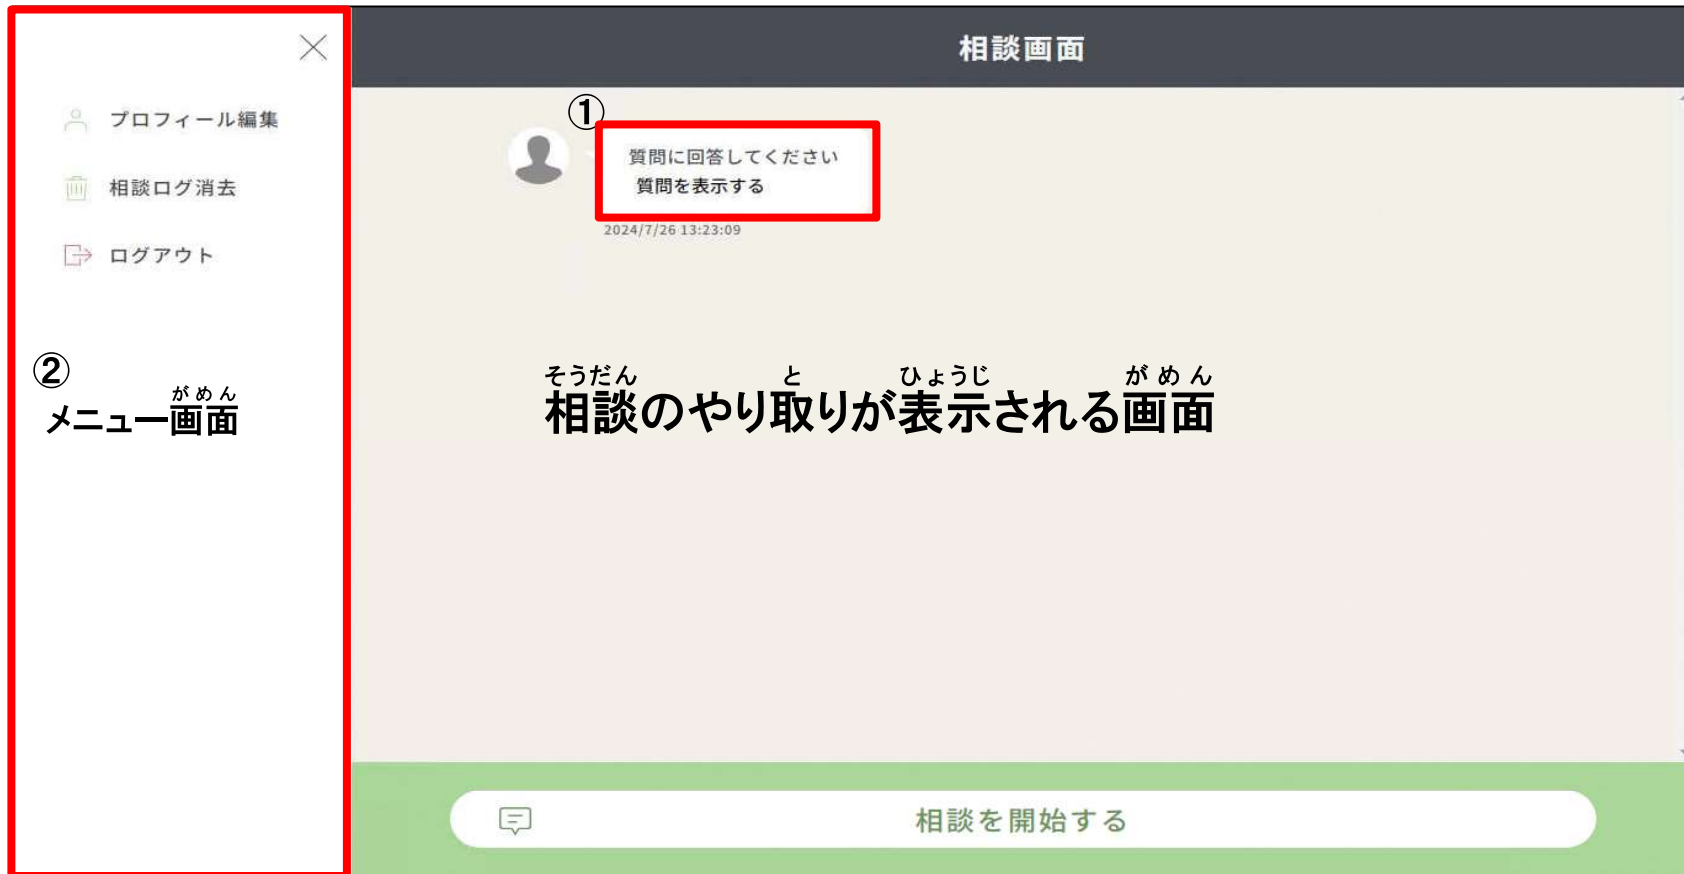 プロフィール編集
相談ログ消去
ログアウト
②
がめん
メニュー画面
相談画面
①
質問に回答してください
質問を表示する
2024/7/26 13:23:09
そうだん と ひょうじ がめん
相談のやり取りが表示される画面
相談を開始する